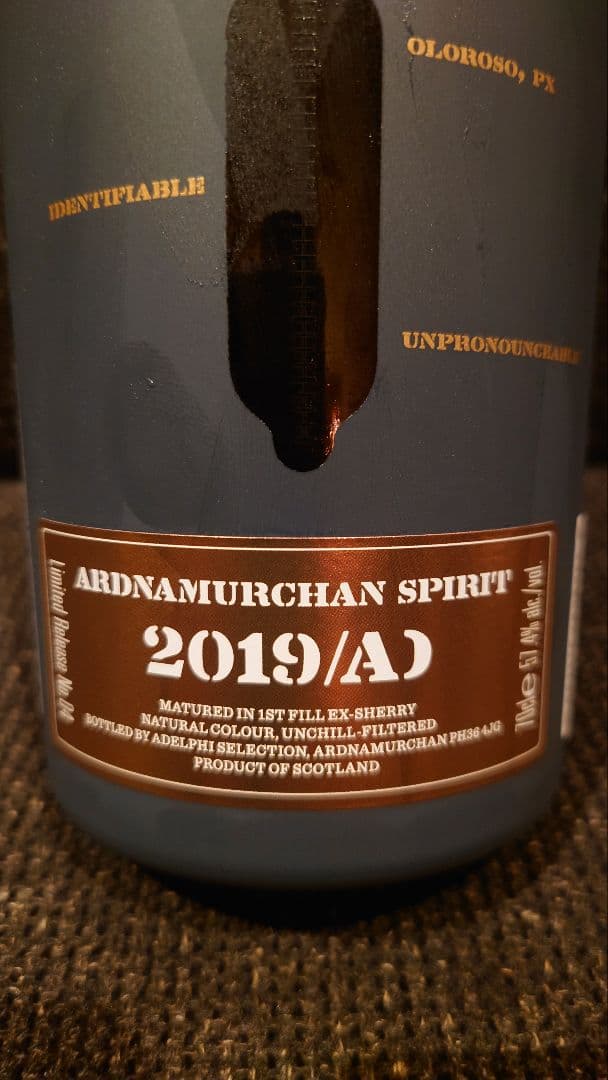 OLOROSO, PX
IDENTIFIABLE
UNPRONOUNCEABLE
ARDNAMURCHAN SPIRIT
2019/AD
MATURED IN 1ST FILL EX-SHERRY
NATURAL COLOUR, UNCHILL-FILTERED
BOTTLED BY ADELPHI SELECTION, ARDNAMURCHAN PH36 4JG
PRODUCT OF SCOTLAND
Limited Release No. 04
70cl e 57.4% alc./vol.